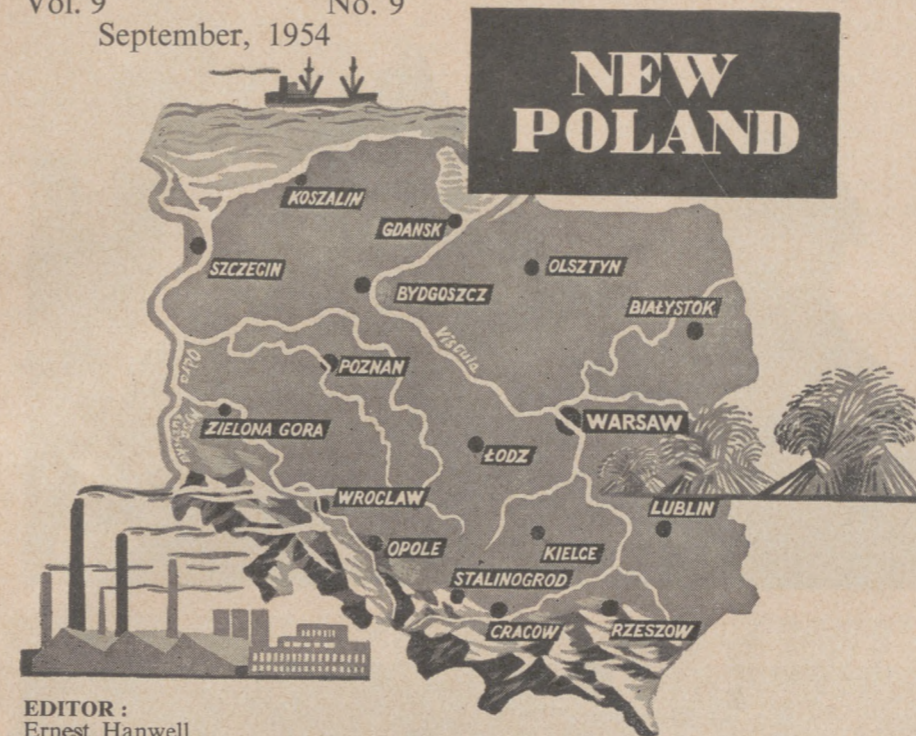 Vol. 9
No. 9
September, 1954
NEW
POLAND
KOSZALIN
GDANSK
SZCZECIN
OLSZTYN
BYDGOSZCZ
BIAŁYSTOK
Viscula
Odra
POZNAN
ZIELONA GORA
WARSAW
ŁODZ
WROCLAW
LUBLIN
OPOLE
KIELCE
STALINOGROD
CRACOW
RZESZOW
EDITOR :
Ernest Hanwell